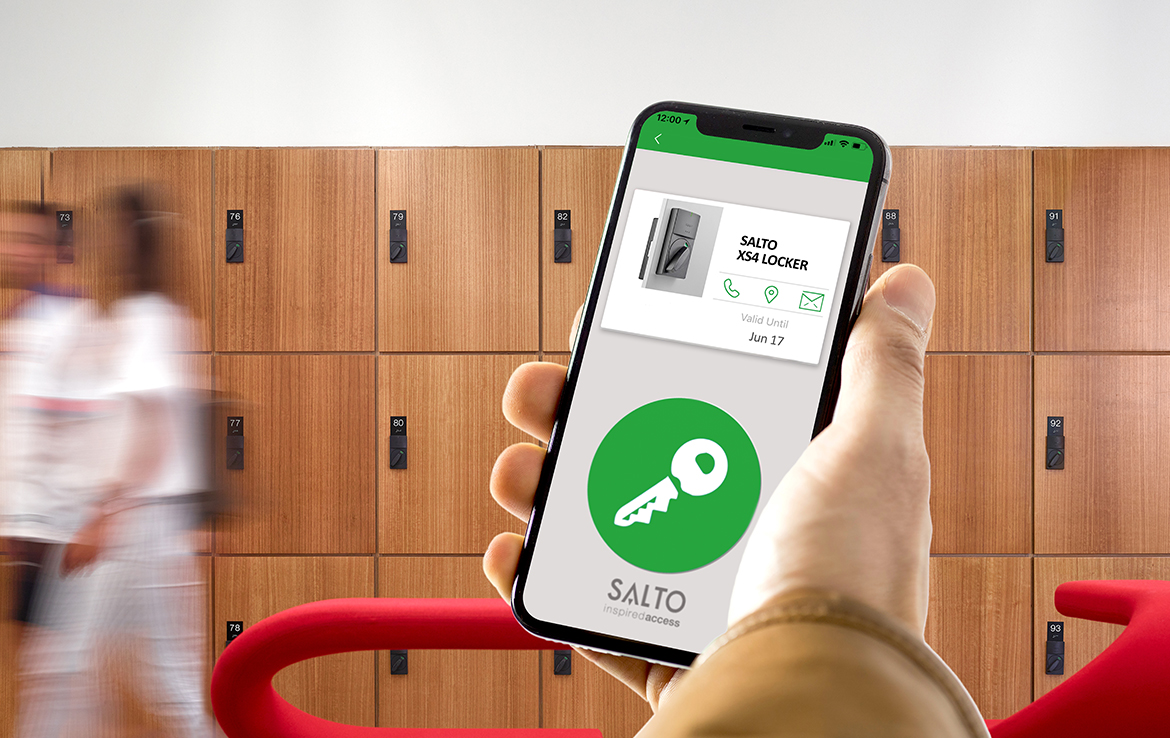 12:00
SALTO
XS4 LOCKER
Valid Until
Jun 17
SALTO
inspiredaccess
73
76
79
82
88
91
77
80
92
78
93